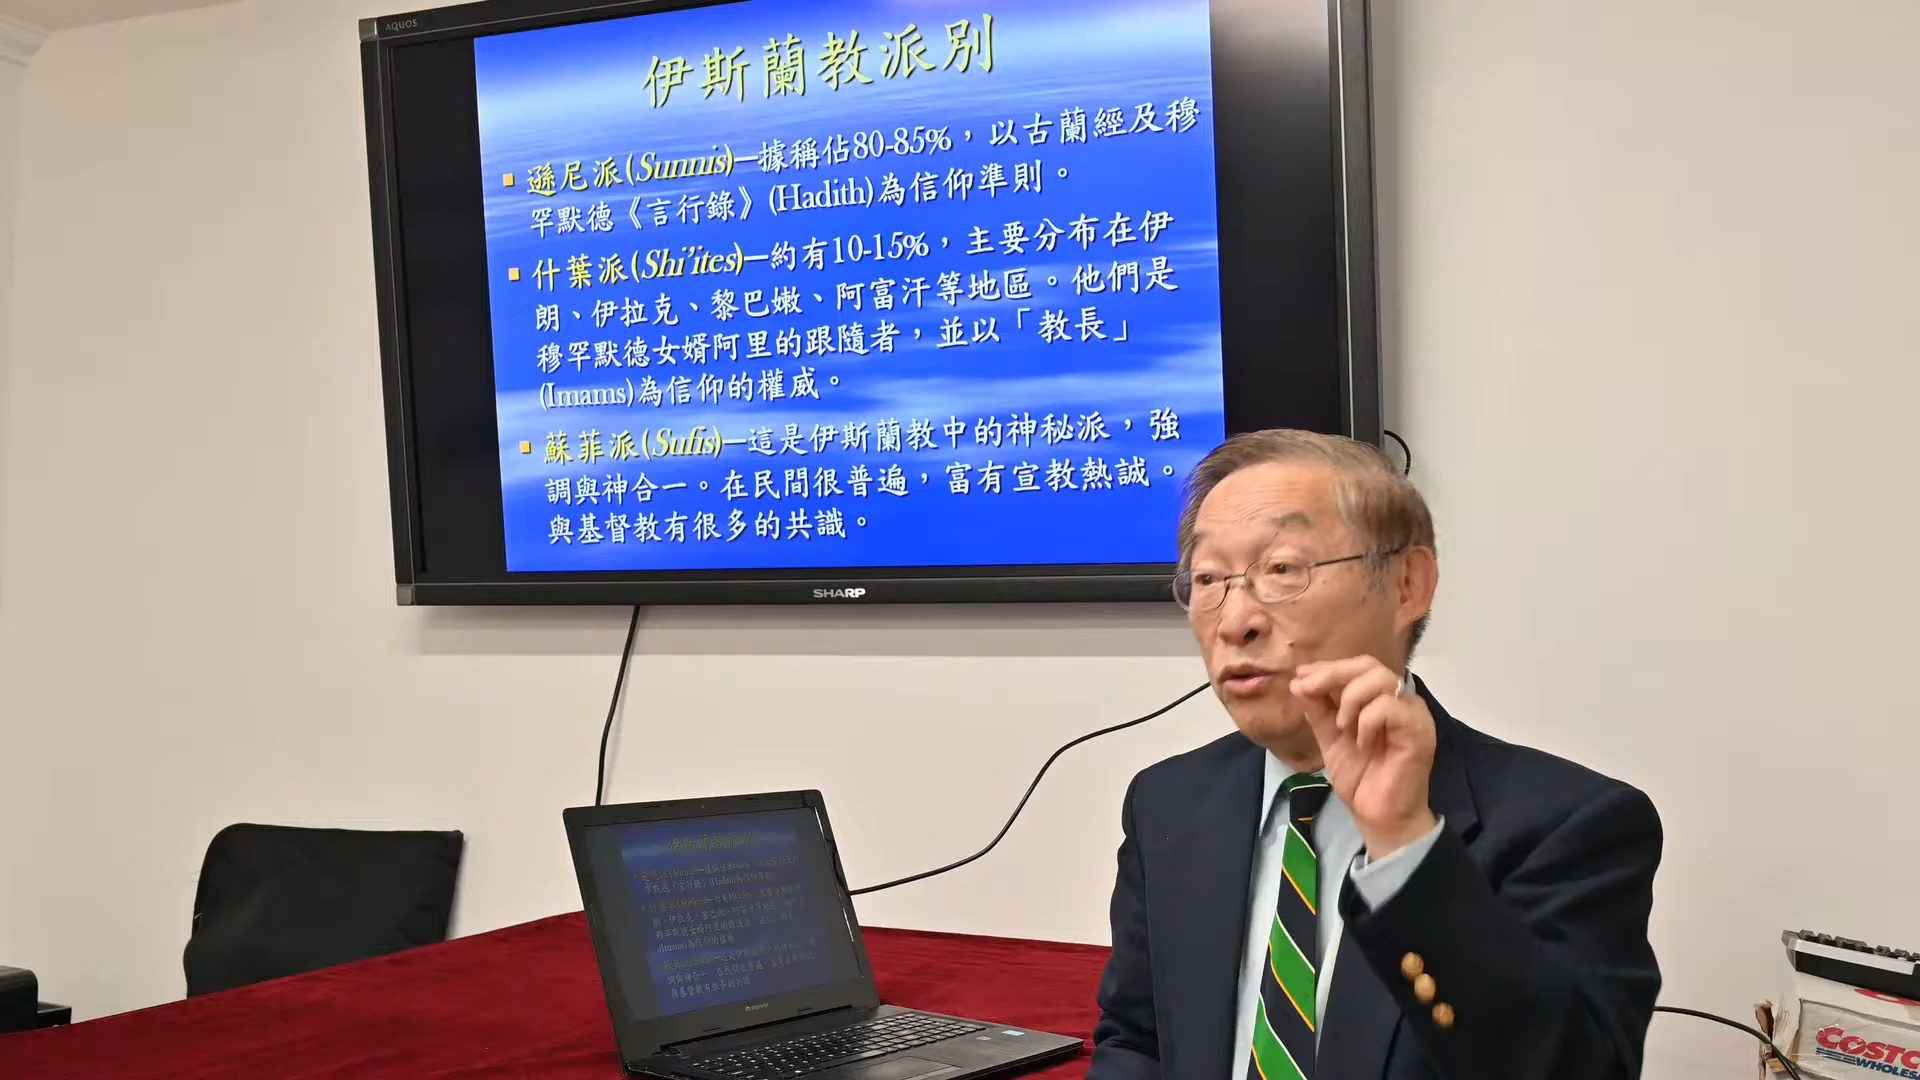 AQUOS
伊斯蘭教派別
遜尼派(Sunnis)—據稱佔80-85%，以古蘭經及穆
罕默德《言行錄》(Hadith)為信仰準則。
什葉派(Shi'ites)—約有10-15%，主要分布在伊
朗、伊拉克、黎巴嫩、阿富汗等地區。他們是
穆罕默德女婿阿里的跟隨者，並以「教長」
(Imams)為信仰的權威。
蘇菲派(Sufis)—這是伊斯蘭教中的神秘派，強
調與神合一。在民間很普遍，富有宣教熱誠。
與基督教有很多的共識。
SHARP
lenovo
COSTC
WHOLES